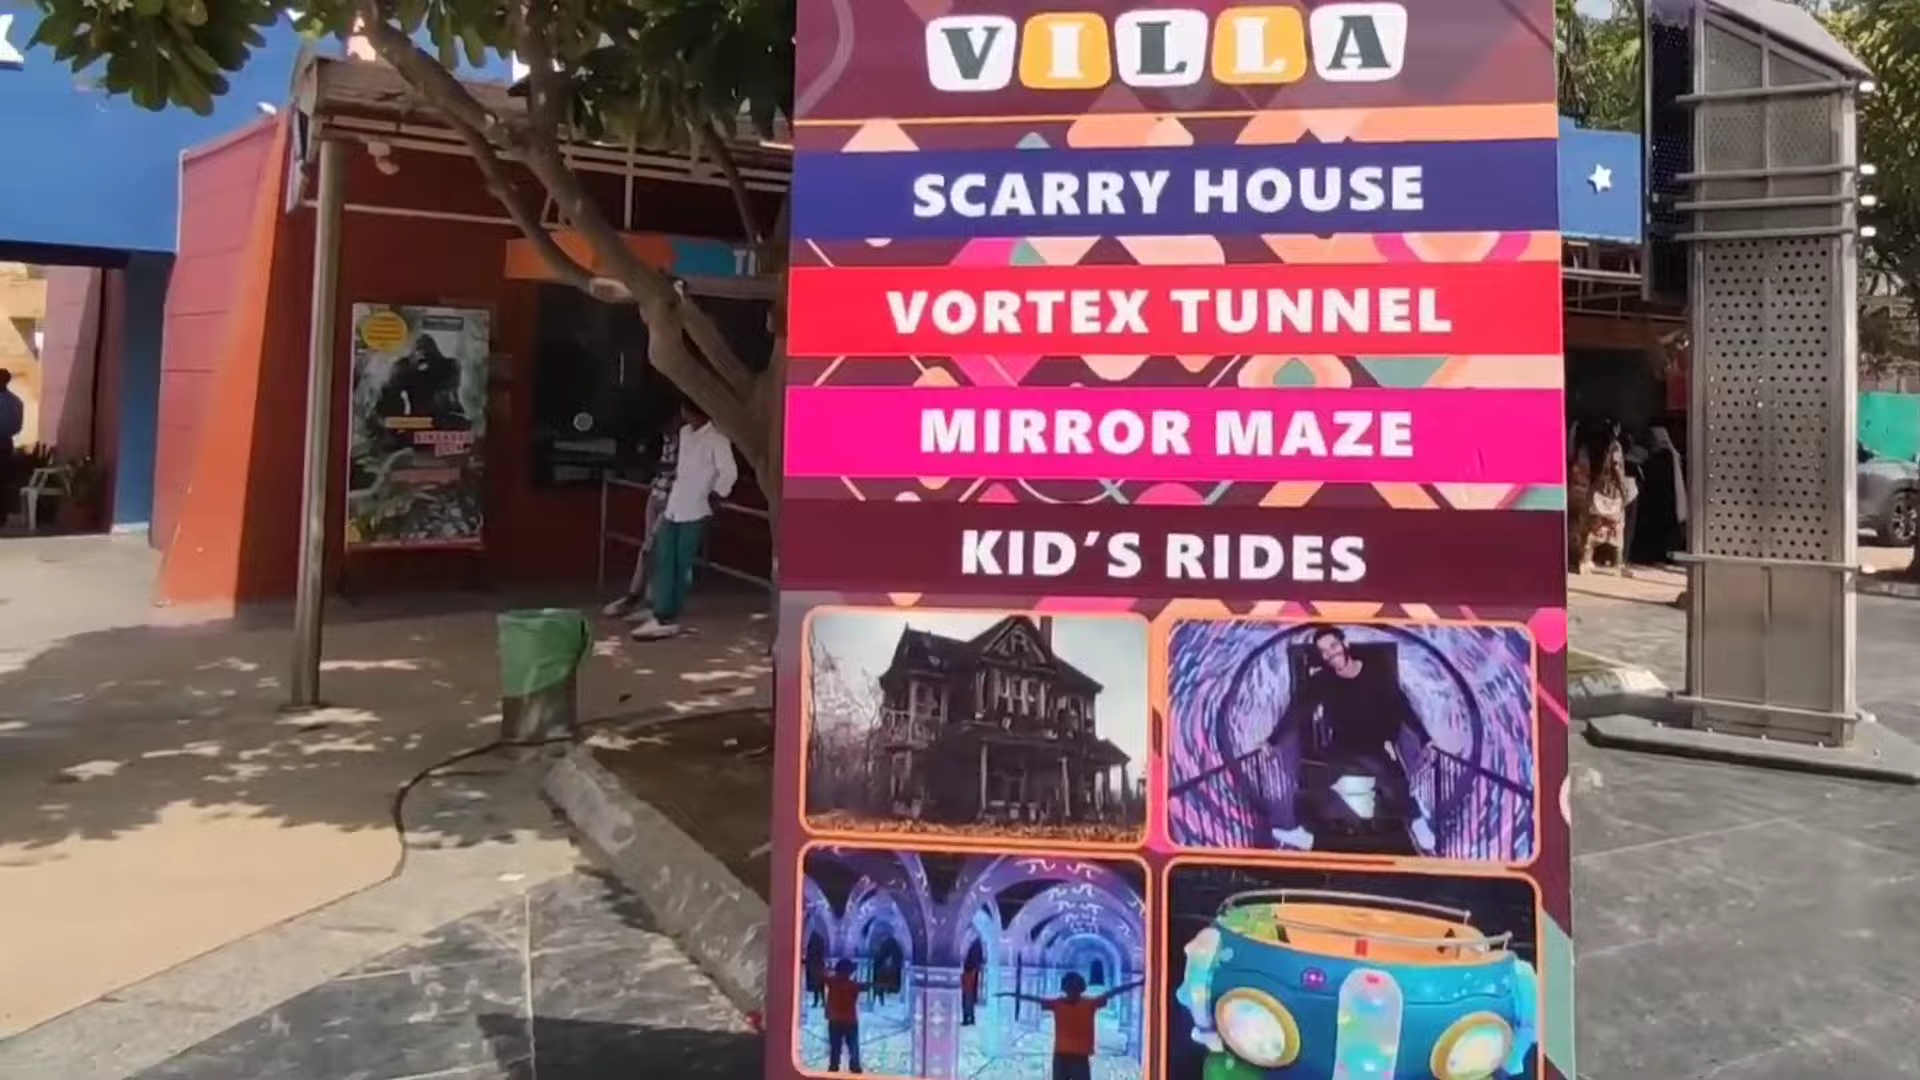 VILLA
SCARRY HOUSE
VORTEX TUNNEL
MIRROR MAZE
KID'S RIDES